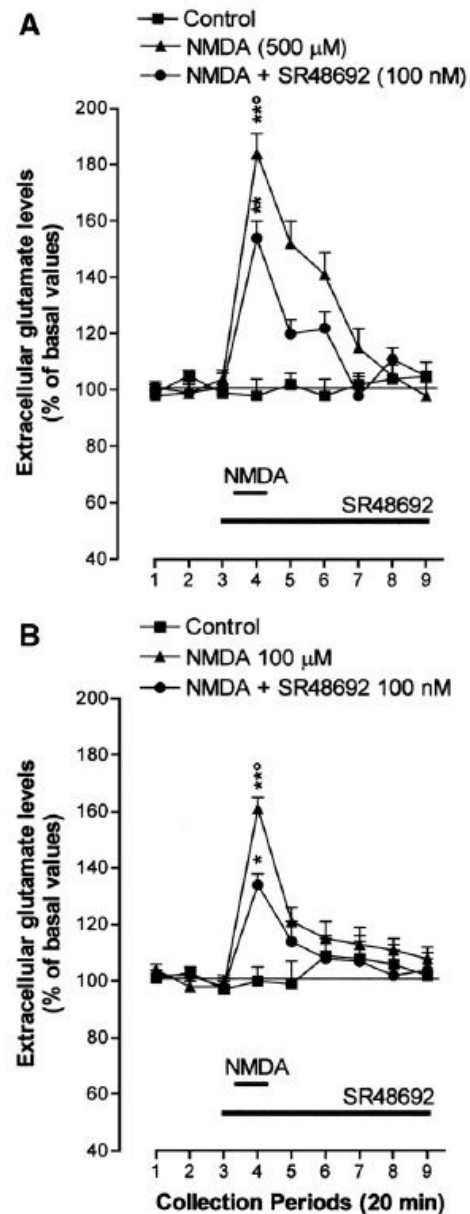 A
Control
NMDA (500 μM)
NMDA + SR48692 (100 nM)
Extracellular glutamate levels
(% of basal values)
200
180
160
140
120
100
80
60
40
**°
**
NMDA
SR48692
1 2 3 4 5 6 7 8 9
B
Control
NMDA 100 μM
NMDA + SR48692 100 nM
Extracellular glutamate levels
(% of basal values)
200
180
160
140
120
100
80
60
40
**°
*
NMDA
SR48692
1 2 3 4 5 6 7 8 9
Collection Periods (20 min)